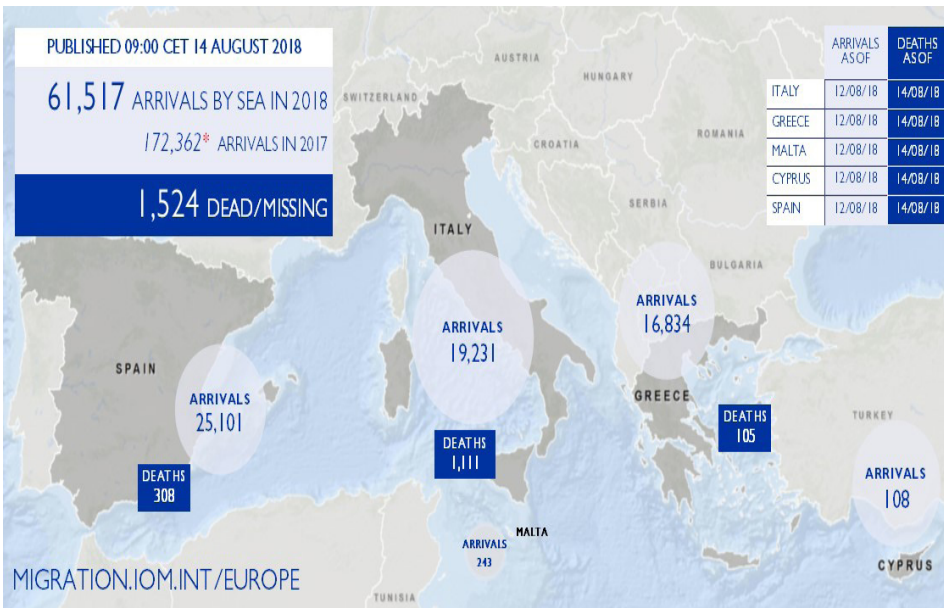 PUBLISHED 09:00 CET 14 AUGUST 2018
61,517 ARRIVALS BY SEA IN 2018
172,362* ARRIVALS IN 2017
1,524 DEAD/MISSING
ARRIVALS AS OF
DEATHS AS OF
ITALY 12/08/18 14/08/18
GREECE 12/08/18 14/08/18
MALTA 12/08/18 14/08/18
CYPRUS 12/08/18 14/08/18
SPAIN 12/08/18 14/08/18
AUSTRIA
HUNGARY
SWITZERLAND
ROMANIA
CROATIA
SERBIA
ITALY
BULGARIA
ARRIVALS
19,231
ARRIVALS
16,834
SPAIN
ARRIVALS
25,101
GREECE
DEATHS
105
TURKEY
DEATHS
1,111
DEATHS
308
ARRIVALS
108
MALTA
ARRIVALS
243
CYPRUS
MIGRATION.IOM.INT/EUROPE
TUNISIA